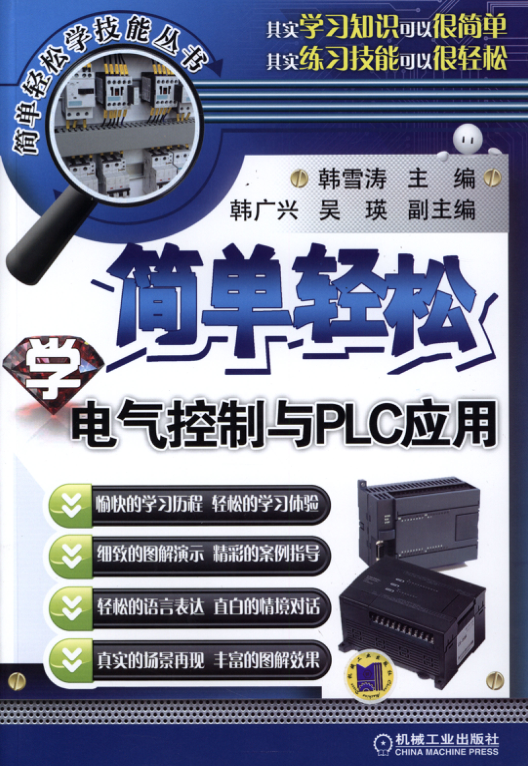 其实学习知识可以很简单
其实练习技能可以很轻松
简单轻松学技能丛书
韩雪涛 主 编
韩广兴 吴 瑛 副主编
简单轻松
学
电气控制与PLC应用
愉快的学习历程 轻松的学习体验
细致的图解演示 精彩的案例指导
轻松的语言表达 直白的情境对话
真实的场景再现 丰富的图解效果
机械工业出版社
CHINA MACHINE PRESS